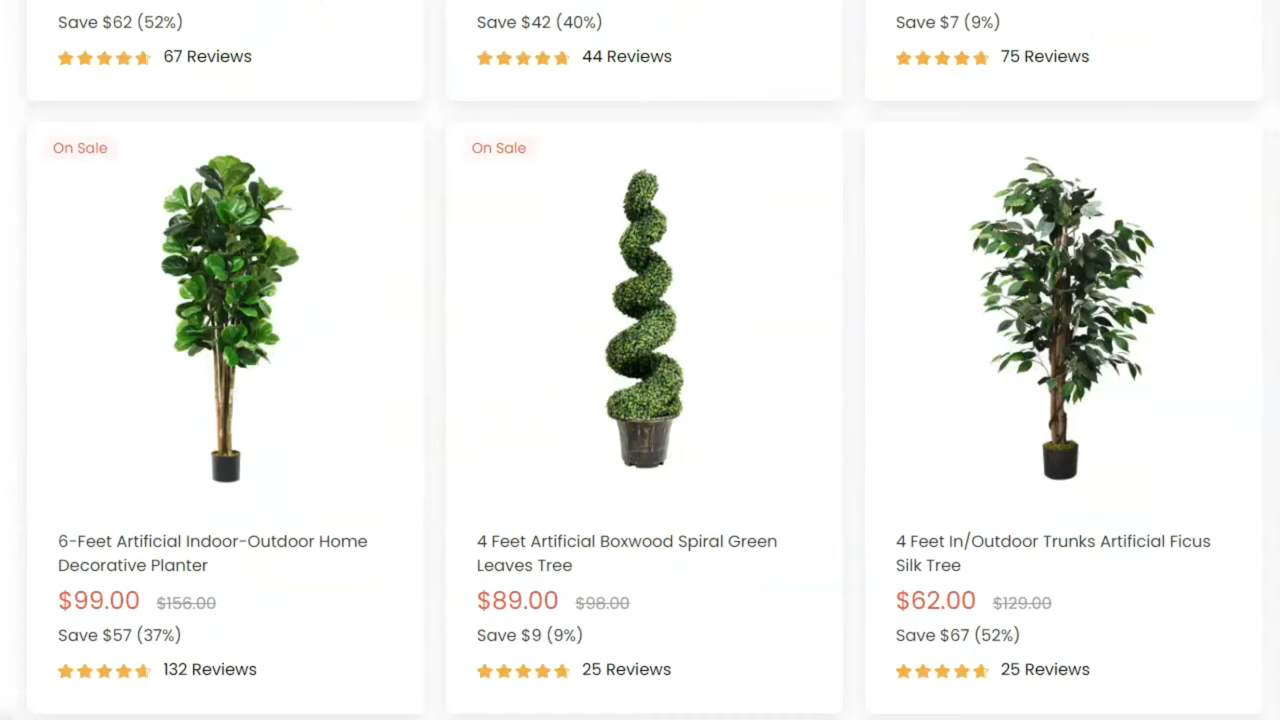 Save $62 (52%)
67 Reviews
Save $42 (40%)
44 Reviews
Save $7 (9%)
75 Reviews
On Sale
6-Feet Artificial Indoor-Outdoor Home
Decorative Planter
$99.00 $156.00
Save $57 (37%)
132 Reviews
On Sale
4 Feet Artificial Boxwood Spiral Green
Leaves Tree
$89.00 $98.00
Save $9 (9%)
25 Reviews
4 Feet In/Outdoor Trunks Artificial Ficus
Silk Tree
$62.00 $129.00
Save $67 (52%)
25 Reviews